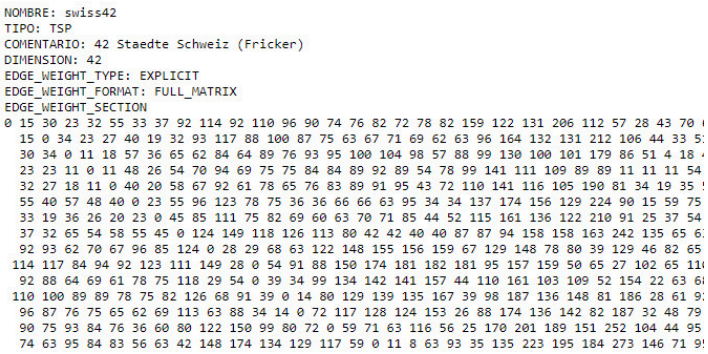 NOMBRE: swiss42
TIPO: TSP
COMENTARIO: 42 Staedte Schweiz (Fricker)
DIMENSION: 42
EDGE_WEIGHT_TYPE: EXPLICIT
EDGE_WEIGHT_FORMAT: FULL_MATRIX
EDGE_WEIGHT_SECTION
0 15 30 23 32 55 33 37 92 114 92 110 96 90 74 76 82 72 78 82 159 122 131 206 112 57 28 43 70
15 0 34 23 27 40 19 32 93 117 88 100 87 75 63 67 71 69 62 63 96 164 132 131 212 106 44 33
30 34 0 11 18 57 36 65 62 84 64 89 76 93 95 100 104 98 57 88 99 130 100 101 179 86 51 4 18
23 23 11 0 11 48 26 54 70 94 69 75 75 84 84 89 92 89 54 78 99 141 111 109 89 89 11 11 11 54
32 27 18 11 0 40 20 58 67 92 61 78 65 76 83 89 91 95 43 72 110 141 116 105 190 81 34 19 35
55 40 57 48 40 0 23 55 96 123 78 75 36 36 66 66 63 95 34 34 137 174 156 129 224 90 15 59 75
33 19 36 26 20 23 0 45 85 111 75 82 69 60 63 70 71 85 44 52 115 161 136 122 210 91 25 37 54
37 32 65 54 58 55 45 0 124 149 118 126 113 80 42 42 40 40 87 87 94 158 158 163 242 135 65
92 93 62 70 67 96 85 124 0 28 29 68 63 122 148 155 156 159 67 129 148 78 80 39 129 46 82 65
114 117 84 94 92 123 111 149 28 0 54 91 88 150 174 181 182 181 95 157 159 50 65 27 102 65
92 88 64 69 61 78 75 118 29 54 0 39 34 99 134 142 141 157 44 110 161 103 109 52 154 22 63
110 100 89 89 78 75 82 126 68 91 39 0 14 80 129 139 135 167 39 98 187 136 148 81 186 28 61
96 87 76 75 65 62 69 113 63 88 34 14 0 72 117 128 124 153 26 88 174 136 142 82 187 32 48 79
90 75 93 84 76 36 60 80 122 150 99 80 72 0 59 71 63 116 56 25 170 201 189 151 252 104 44 95
74 63 95 84 83 56 63 42 148 174 134 129 117 59 0 11 8 63 93 35 135 223 195 184 273 146 71